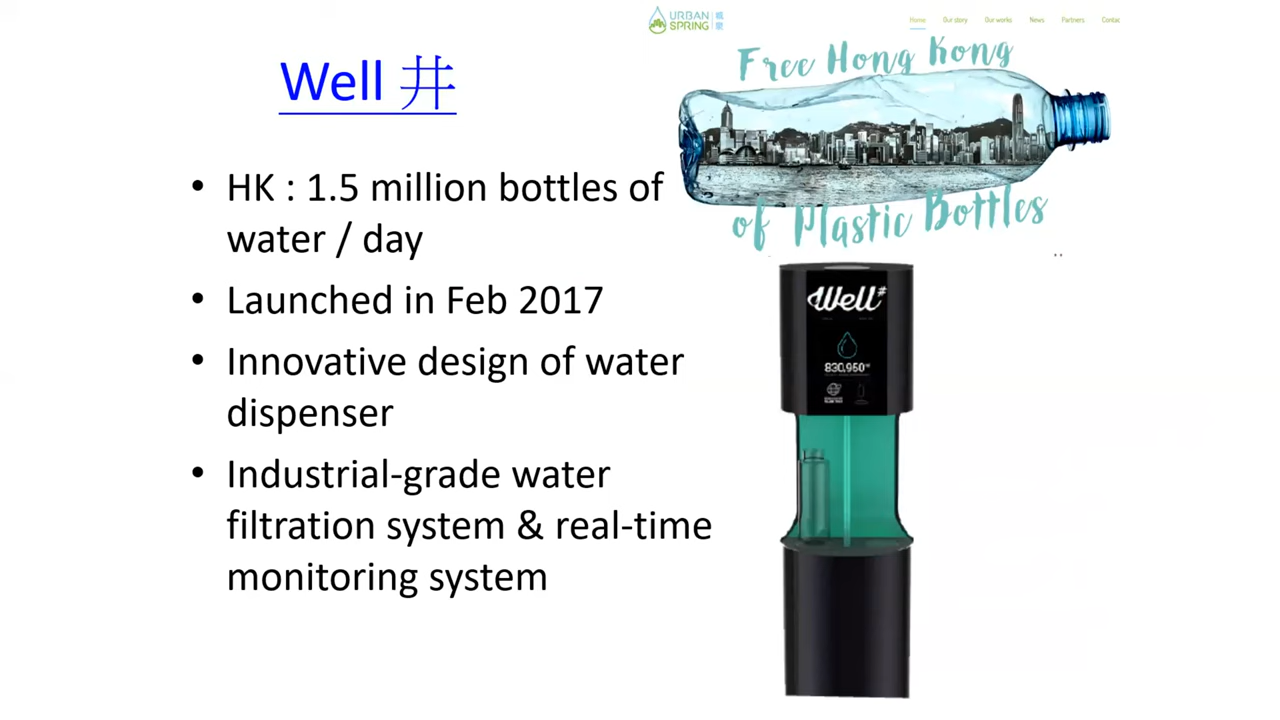 URBAN
SPRING
Home Our story Our works News Partners Contac
Well 井
Free Hong Kong
of Plastic Bottles
• HK : 1.5 million bottles of
water / day
• Launched in Feb 2017
• Innovative design of water
dispenser
• Industrial-grade water
filtration system & real-time
monitoring system
Well#
830,950